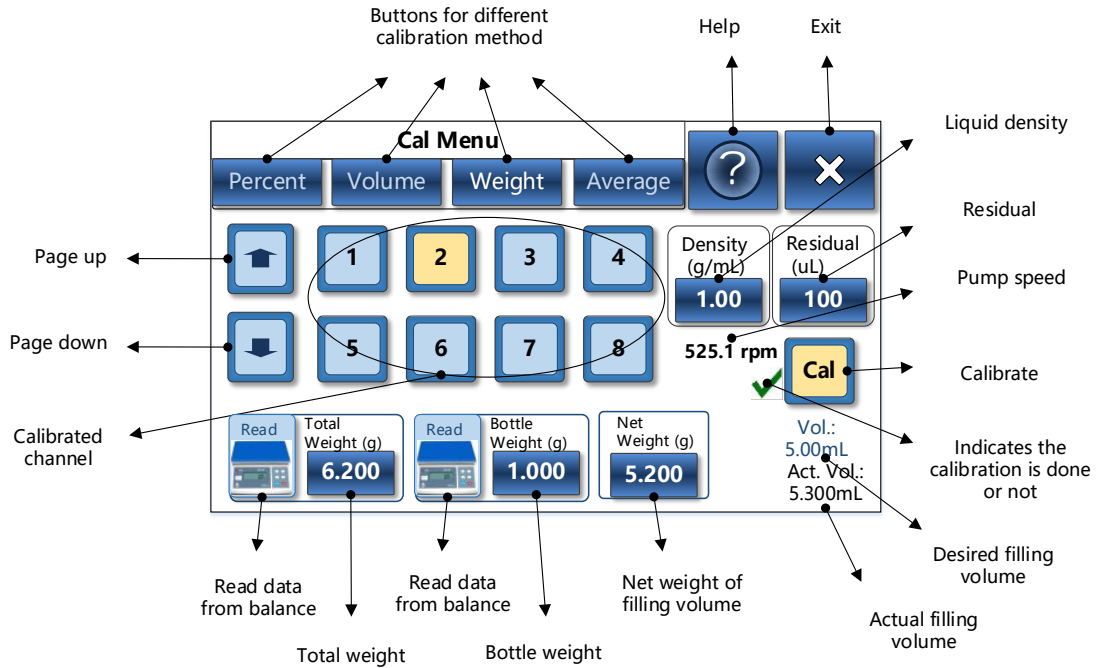 Buttons for different
calibration method
Help
Exit
Liquid density
Cal Menu
Percent
Volume
Weight
Average
?
Residual
Page up
1
2
3
4
Density
(g/mL)
1.00
Residual
(uL)
100
Pump speed
Page down
5
6
7
8
525.1 rpm
Cal
Calibrate
Calibrated
channel
Read
Total
Weight (g)
6.200
Read
Bottle
Weight (g)
1.000
Net
Weight (g)
5.200
Vol.:
5.00mL
Act. Vol.:
5.300mL
Indicates the
calibration is done
or not
Read data
from balance
Read data
from balance
Net weight of
filling volume
Desired filling
volume
Total weight
Bottle weight
Actual filling
volume